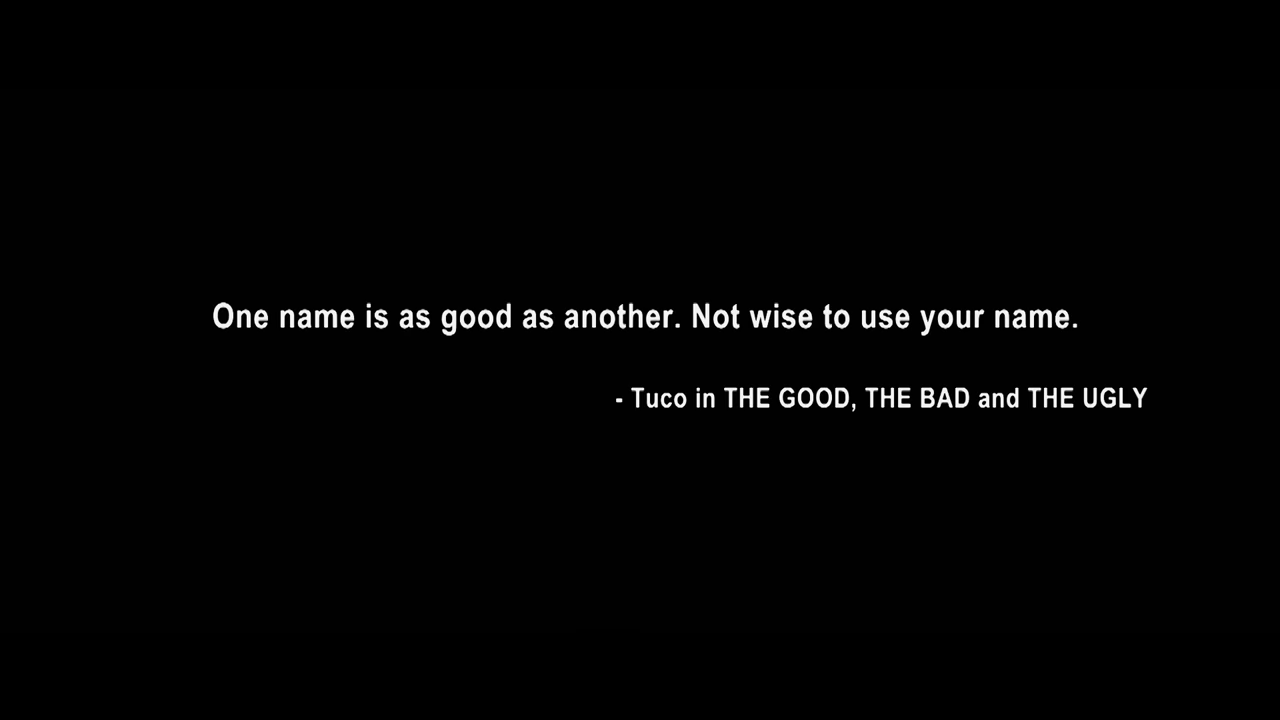 One name is as good as another. Not wise to use your name.
- Tuco in THE GOOD, THE BAD and THE UGLY